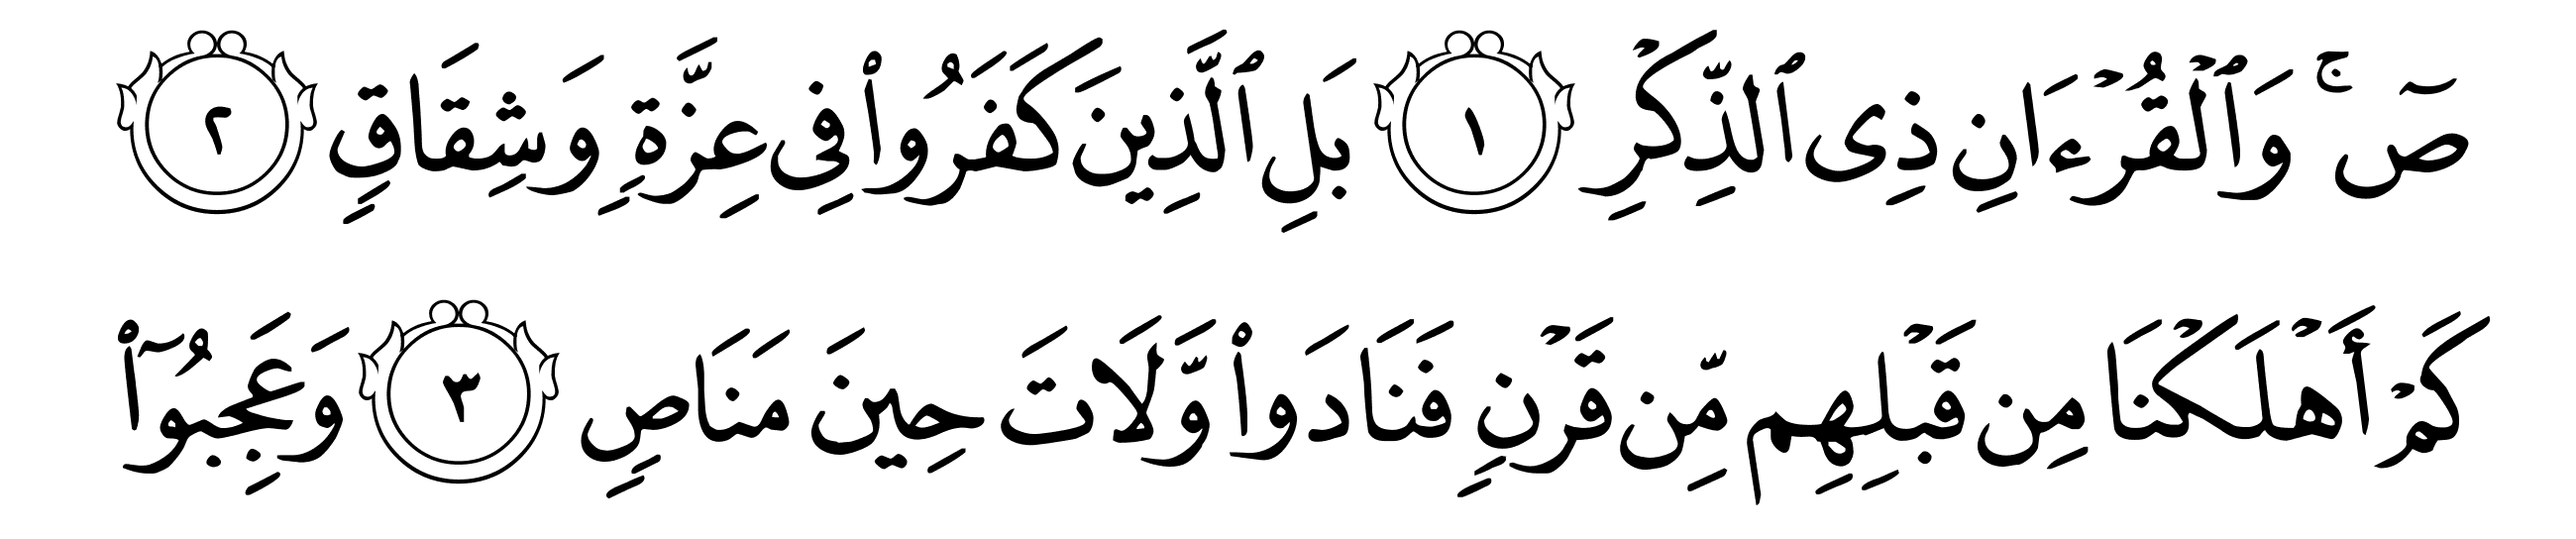 صٓ ۚ وَٱلْقُرْءَانِ ذِى ٱلذِّكْرِ ١ بَلِ ٱلَّذِينَ كَفَرُوا۟ فِى عِزَّةٍ وَشِقَاقٍ ٢
كَمْ أَهْلَكْنَا مِن قَبْلِهِم مِّن قَرْنٍ فَنَادَوا۟ وَّلَاتَ حِينَ مَنَاصٍ ٣ وَعَجِبُوٓا۟